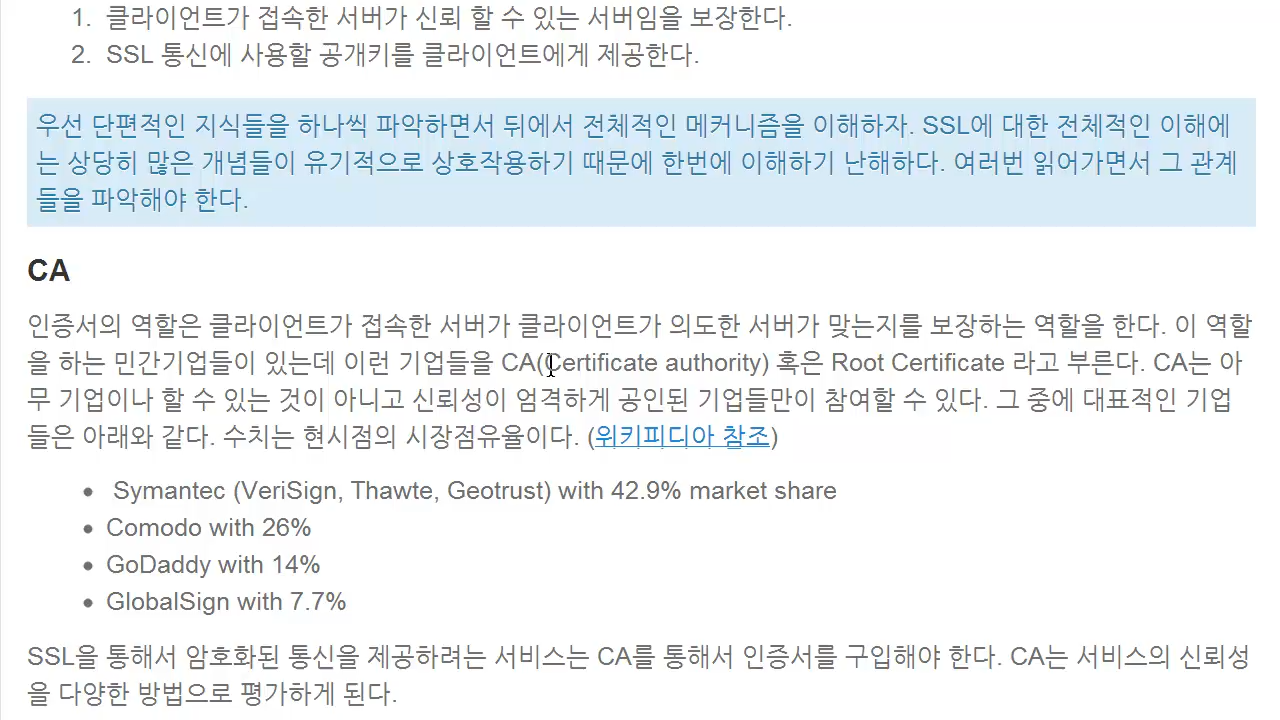 1. 클라이언트가 접속한 서버가 신뢰 할 수 있는 서버임을 보장한다.
2. SSL 통신에 사용할 공개키를 클라이언트에게 제공한다.
우선 단편적인 지식들을 하나씩 파악하면서 뒤에서 전체적인 메커니즘을 이해하자. SSL에 대한 전체적인 이해에
는 상당히 많은 개념들이 유기적으로 상호작용하기 때문에 한번에 이해하기 난해하다. 여러번 읽어가면서 그 관계
들을 파악해야 한다.
CA
인증서의 역할은 클라이언트가 접속한 서버가 클라이언트가 의도한 서버가 맞는지를 보장하는 역할을 한다. 이 역할
을 하는 민간기업들이 있는데 이런 기업들을 CA(Certificate authority) 혹은 Root Certificate 라고 부른다. CA는 아
무 기업이나 할 수 있는 것이 아니고 신뢰성이 엄격하게 공인된 기업들만이 참여할 수 있다. 그 중에 대표적인 기업
들은 아래와 같다. 수치는 현시점의 시장점유율이다. (위키피디아 참조)
• Symantec (VeriSign, Thawte, Geotrust) with 42.9% market share
• Comodo with 26%
• GoDaddy with 14%
• GlobalSign with 7.7%
SSL을 통해서 암호화된 통신을 제공하려는 서비스는 CA를 통해서 인증서를 구입해야 한다. CA는 서비스의 신뢰성
을 다양한 방법으로 평가하게 된다.